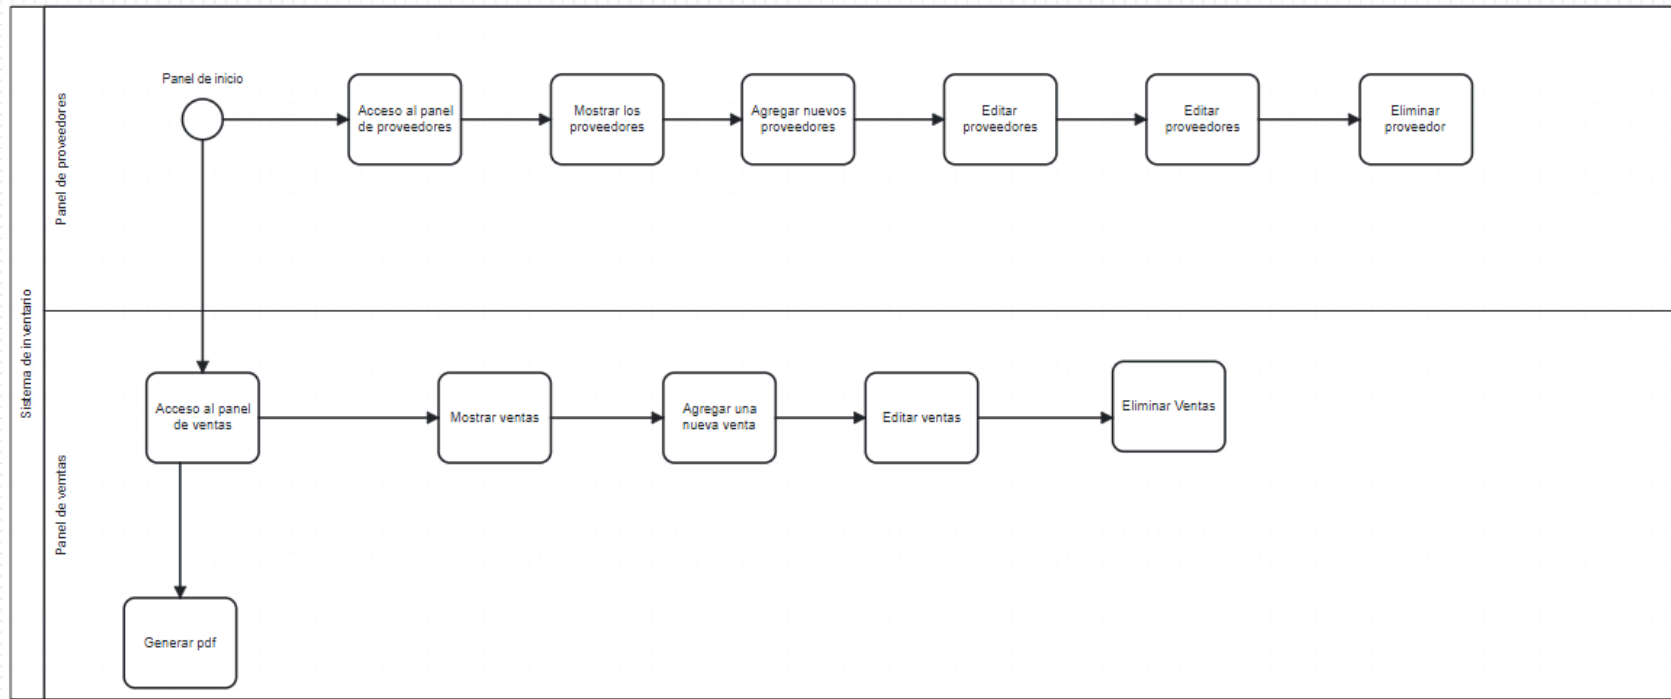 Sistema de inventario
Panel de proveedores
Panel de inicio
Acceso al panel
de proveedores
Mostrar los
proveedores
Agregar nuevos
proveedores
Editar
proveedores
Editar
proveedores
Eliminar
proveedor
Panel de vemtas
Acceso al panel
de ventas
Mostrar ventas
Agregar una
nueva venta
Editar ventas
Eliminar Ventas
Generar pdf